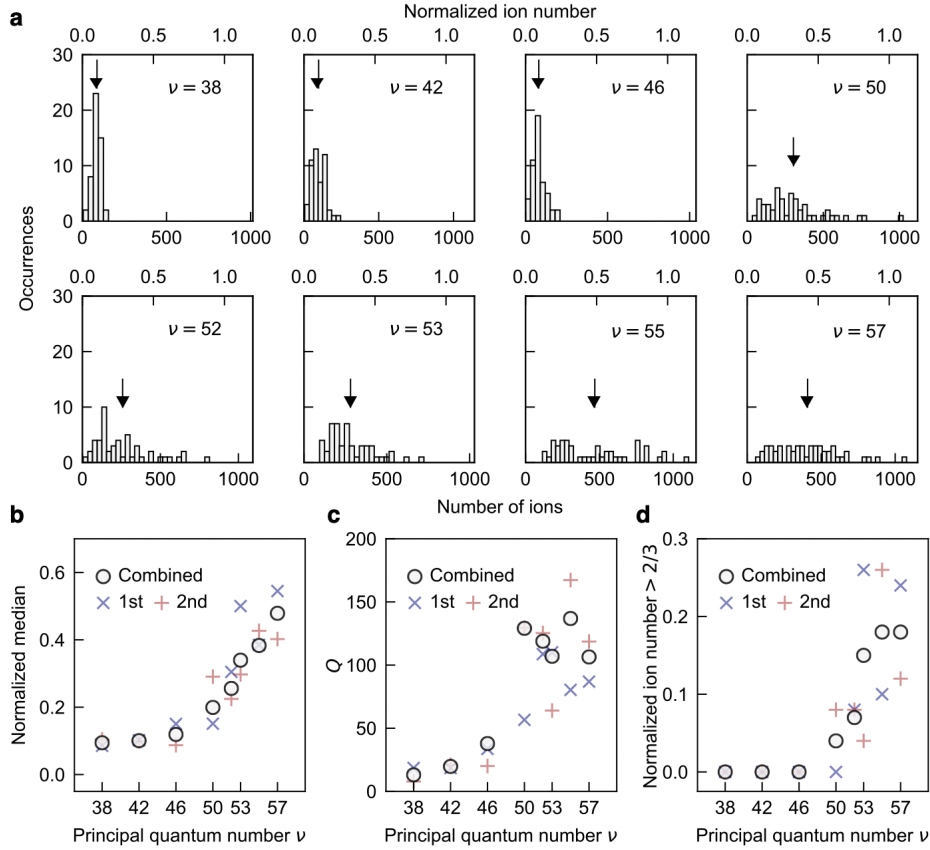 a
Normalized ion number
0.0 0.5 1.0 0.0 0.5 1.0 0.0 0.5 1.0 0.0 0.5 1.0
30
20
10
0
ν = 38
ν = 42
ν = 46
ν = 50
0 500 1000 0 500 1000 0 500 1000 0 500 1000
Occurrences
0.0 0.5 1.0 0.0 0.5 1.0 0.0 0.5 1.0 0.0 0.5 1.0
30
20
10
0
ν = 52
ν = 53
ν = 55
ν = 57
0 500 1000 0 500 1000 0 500 1000 0 500 1000
Number of ions
b
Normalized median
0.6
0.4
0.2
0.0
Combined
1st 2nd
38 42 46 50 53 57
Principal quantum number ν
c
Q
200
150
100
50
0
Combined
1st 2nd
38 42 46 50 53 57
Principal quantum number ν
d
Normalized ion number > 2/3
0.3
0.2
0.1
0.0
Combined
1st 2nd
38 42 46 50 53 57
Principal quantum number ν